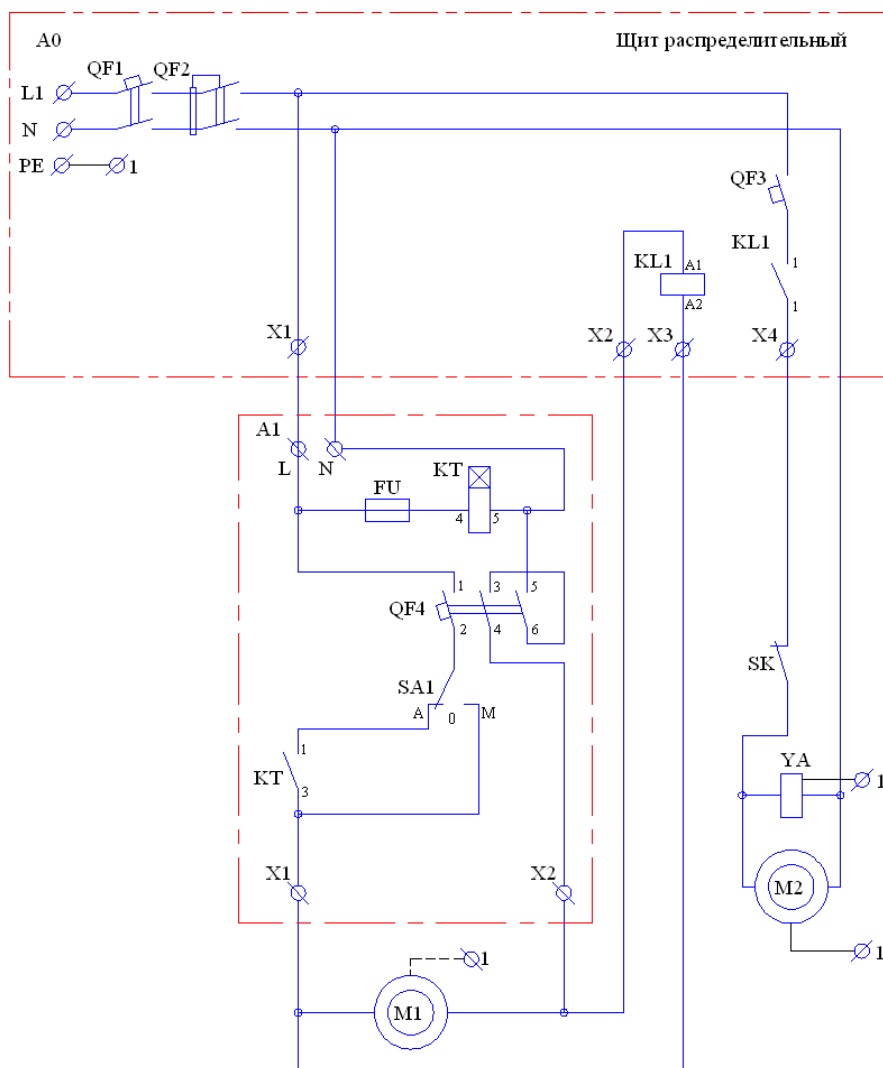 A0
Щит распределительный
QF1 QF2
L1
N
PE 1
QF3
KL1
KL1 A1 1
A2 1
X1 X2 X3 X4
A1
L N KT
FU
4 5
1 3 5
QF4
2 4 6
SK
SA1
A 0 M
1
KT
3
YA
1
X1 X2
M2
1
1
M1